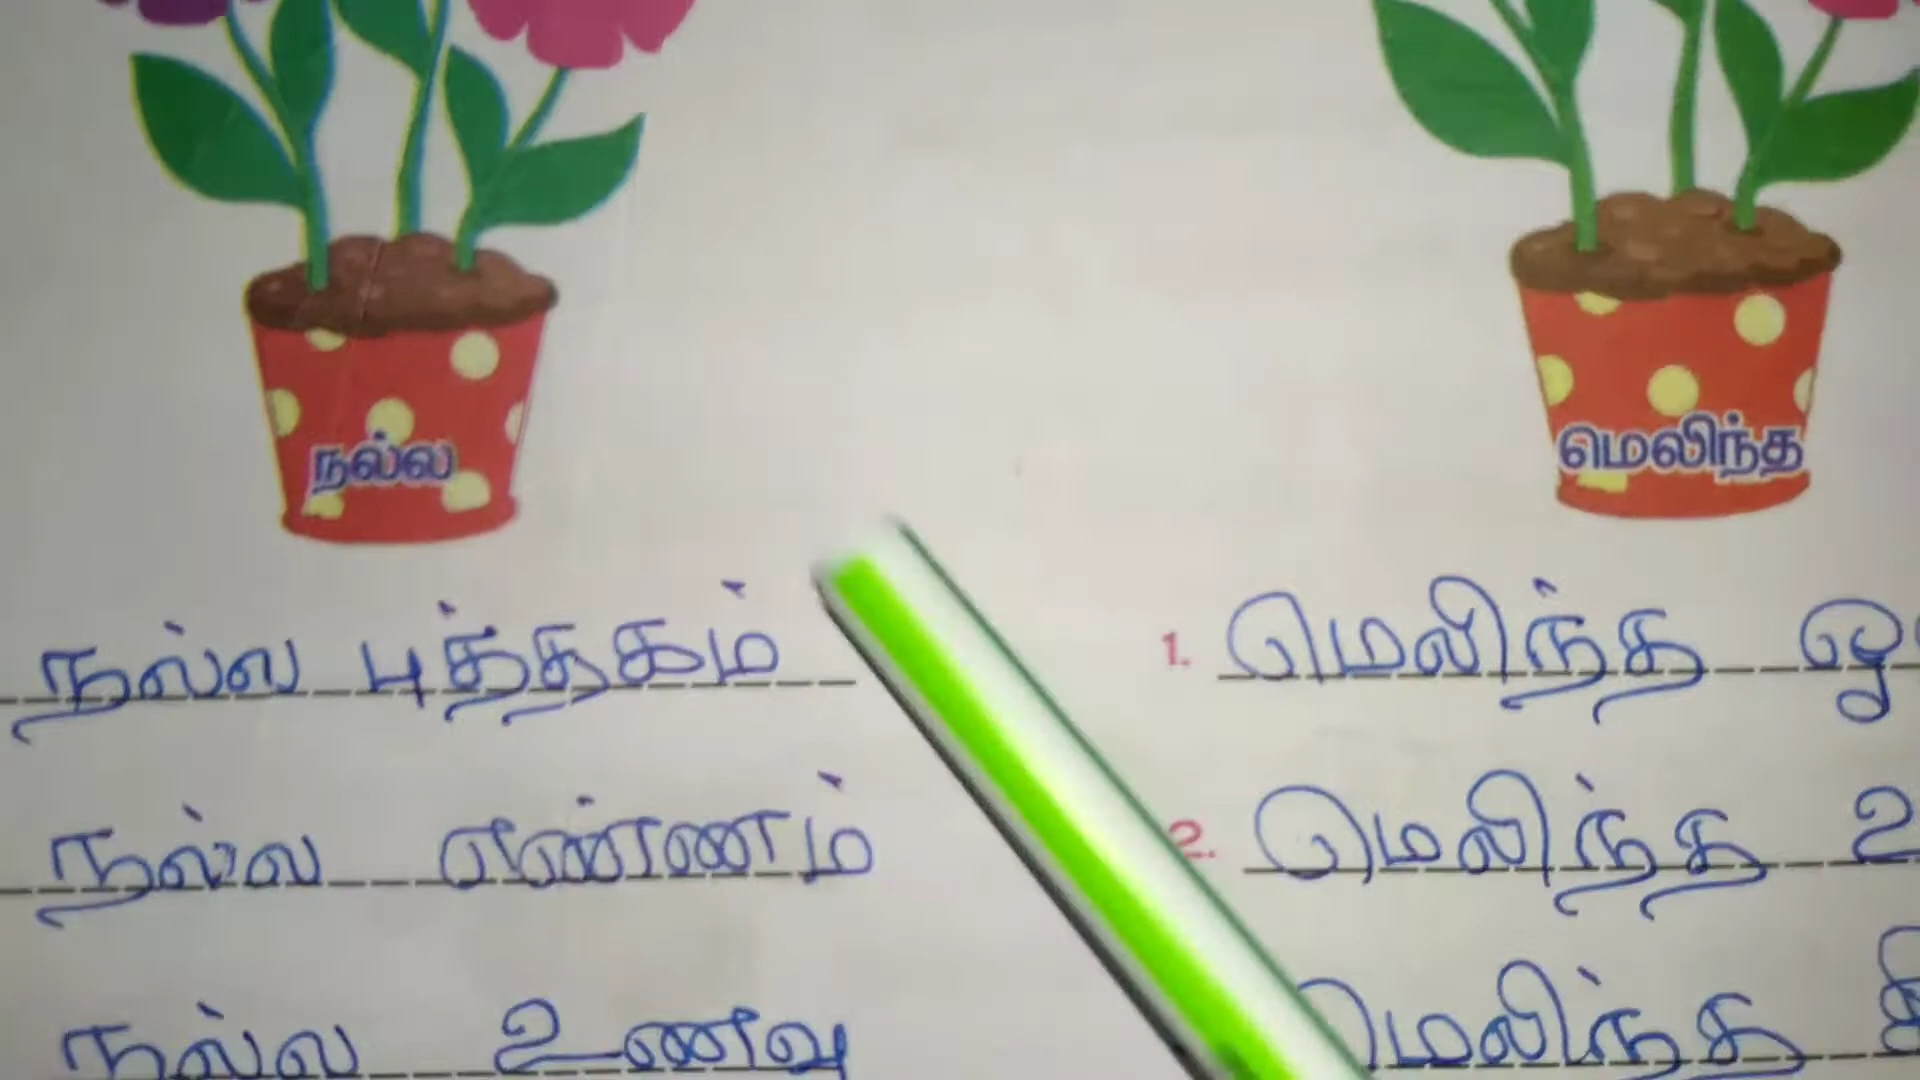 நல்ல
மெலிந்த
நல்ல புத்தகம்
நல்ல எண்ணம்
நல்ல உணவு
1. மெலிந்த
2. மெலிந்த
மெலிந்த